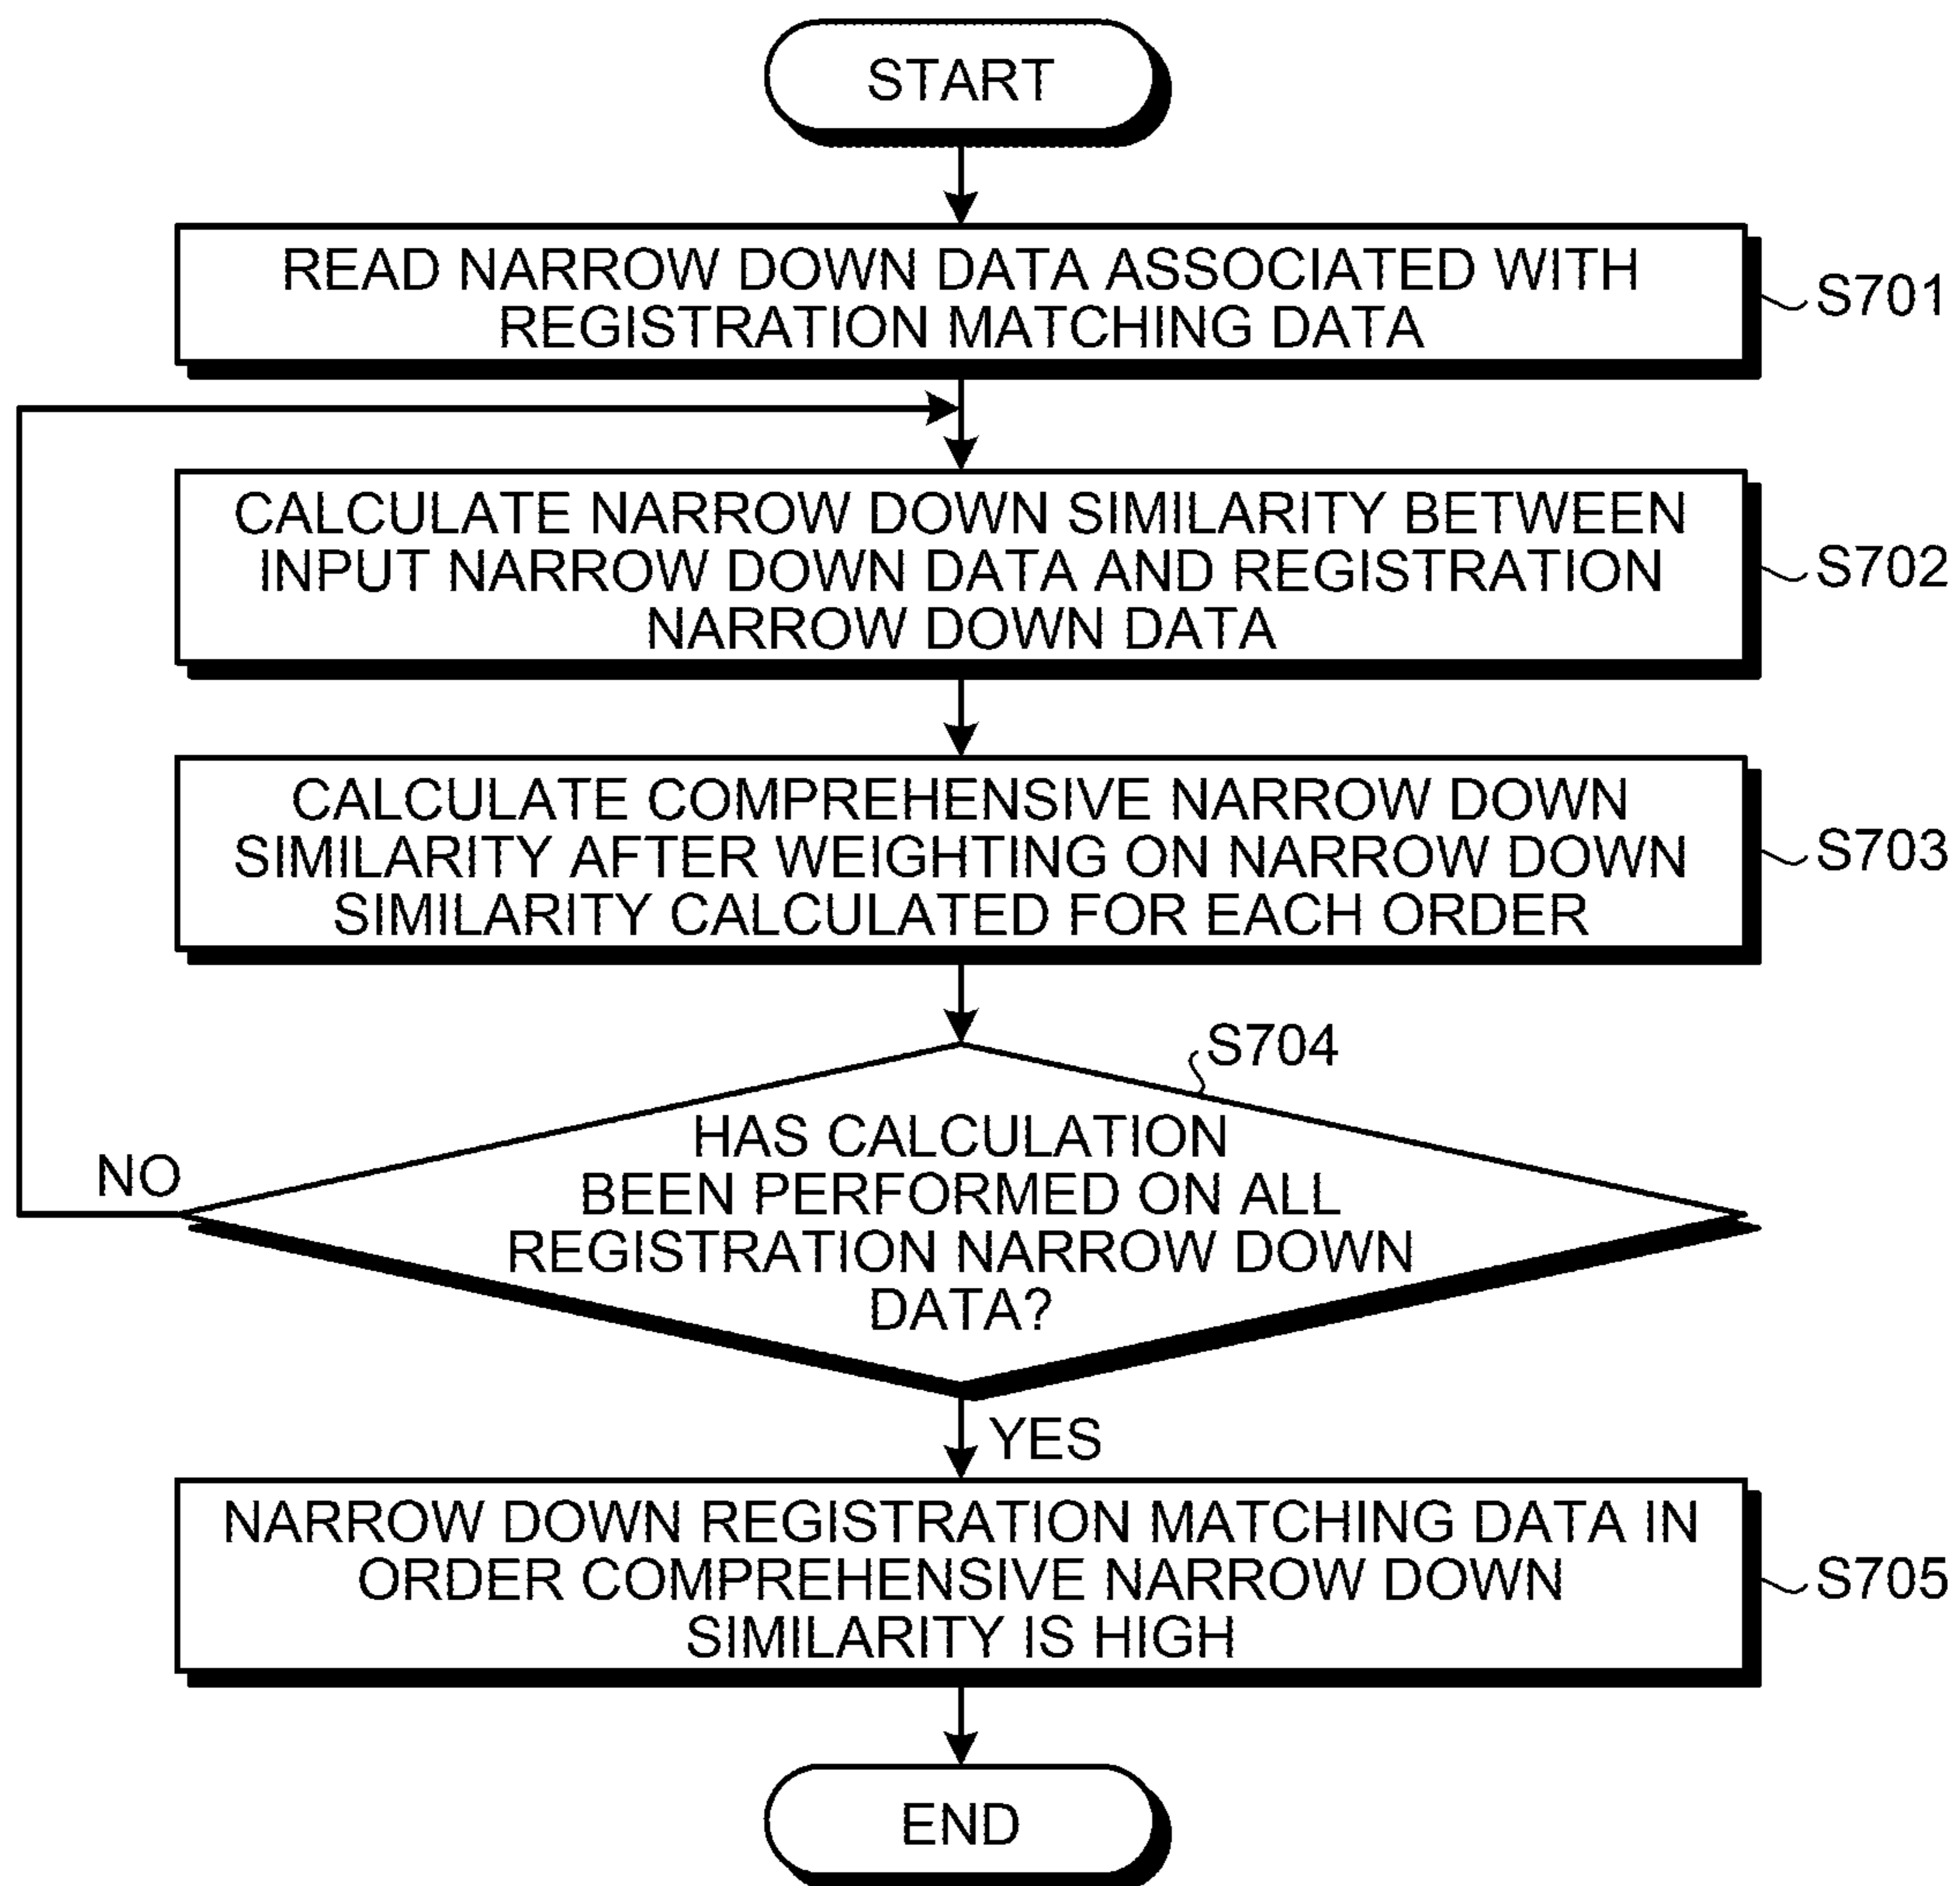 START
READ NARROW DOWN DATA ASSOCIATED WITH
REGISTRATION MATCHING DATA
S701
CALCULATE NARROW DOWN SIMILARITY BETWEEN
INPUT NARROW DOWN DATA AND REGISTRATION
NARROW DOWN DATA
S702
CALCULATE COMPREHENSIVE NARROW DOWN
SIMILARITY AFTER WEIGHTING ON NARROW DOWN
SIMILARITY CALCULATED FOR EACH ORDER
S703
S704
HAS CALCULATION
BEEN PERFORMED ON ALL
REGISTRATION NARROW DOWN
DATA?
NO
YES
NARROW DOWN REGISTRATION MATCHING DATA IN
ORDER COMPREHENSIVE NARROW DOWN
SIMILARITY IS HIGH
S705
END